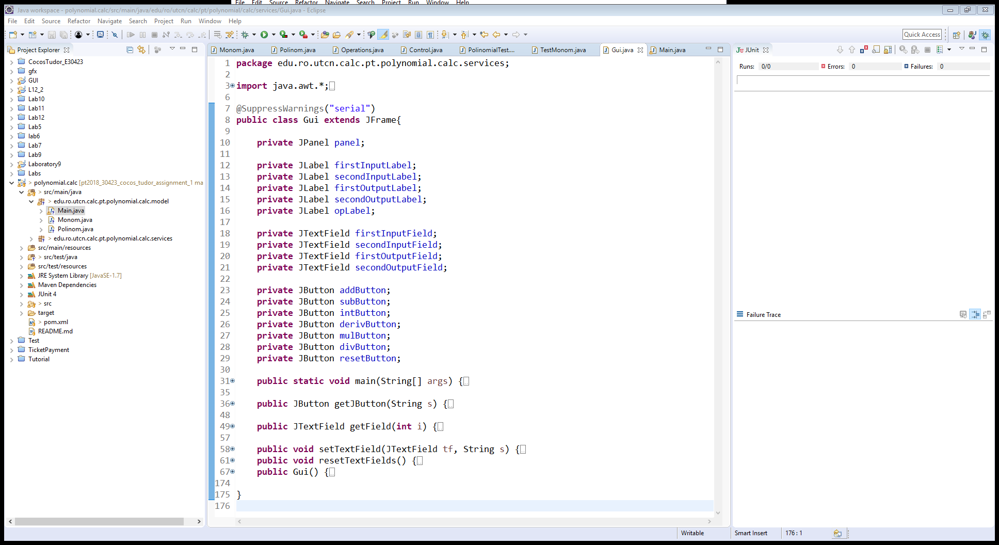 File Edit Source Refactor Navigate Search Project Run Window Help
Java workspace - polynomial.calc/src/main/java/edu/ro/utcn/calc/pt/polynomial/calc/services/Gui.java - Eclipse
File Edit Source Refactor Navigate Search Project Run Window Help
Quick Access
Project Explorer
CocosTudor_E30423
gfx
GUI
L12_2
Lab10
Lab11
Lab12
Lab5
lab6
Lab7
Lab9
Laboratory9
Labs
> polynomial.calc [pt2018_30423_cocos_tudor_assignment_1 ma
> src/main/java
> edu.ro.utcn.calc.pt.polynomial.calc.model
Main.java
Monom.java
Polinom.java
> edu.ro.utcn.calc.pt.polynomial.calc.services
src/main/resources
> src/test/java
src/test/resources
JRE System Library [JavaSE-1.7]
Maven Dependencies
JUnit 4
> src
target
> pom.xml
README.md
Test
TicketPayment
Tutorial
Monom.java Polinom.java Operations.java Control.java PolinomialTest.... TestMonom.java Gui.java Main.java
1 package edu.ro.utcn.calc.pt.polynomial.calc.services;
2
3 import java.awt.*;
6
7 @SuppressWarnings("serial")
8 public class Gui extends JFrame{
9
10 private JPanel panel;
11
12 private JLabel firstInputLabel;
13 private JLabel secondInputLabel;
14 private JLabel firstOutputLabel;
15 private JLabel secondOutputLabel;
16 private JLabel opLabel;
17
18 private JTextField firstInputField;
19 private JTextField secondInputField;
20 private JTextField firstOutputField;
21 private JTextField secondOutputField;
22
23 private JButton addButton;
24 private JButton subButton;
25 private JButton intButton;
26 private JButton derivButton;
27 private JButton mulButton;
28 private JButton divButton;
29 private JButton resetButton;
30
31 public static void main(String[] args) {
35
36 public JButton getJButton(String s) {
48
49 public JTextField getField(int i) {
57
58 public void setTextField(JTextField tf, String s) {
61 public void resetTextFields() {
67 public Gui() {
174
175 }
176
JUnit
Runs: 0/0 Errors: 0 Failures: 0
Failure Trace
Writable Smart Insert 176 : 1